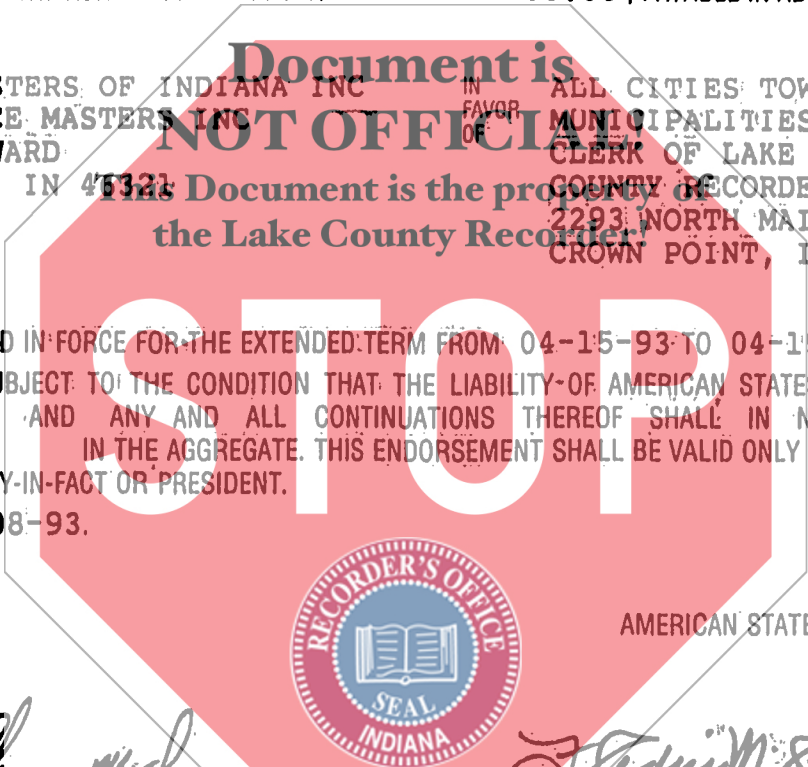 Document is
NOT OFFICIAL!
This Document is the property of
the Lake County Recorder!
TERS OF INDIANA INC
IN FAVOR OF
ALL CITIES TOW
E MASTERS INC
MUNICIPALITIES
ARD
CLERK OF LAKE
IN 46321
COUNTY RECORDE
2293 NORTH MAI
CROWN POINT, I
D IN FORCE FOR THE EXTENDED TERM FROM 04-15-93 TO 04-1
BJECT TO THE CONDITION THAT THE LIABILITY OF AMERICAN STATE
AND ANY AND ALL CONTINUATIONS THEREOF SHALL IN N
IN THE AGGREGATE. THIS ENDORSEMENT SHALL BE VALID ONLY
Y-IN-FACT OR PRESIDENT.
8-93.
STOP
AMERICAN STATE
RECORDER'S OFFICE
SEAL
INDIANA